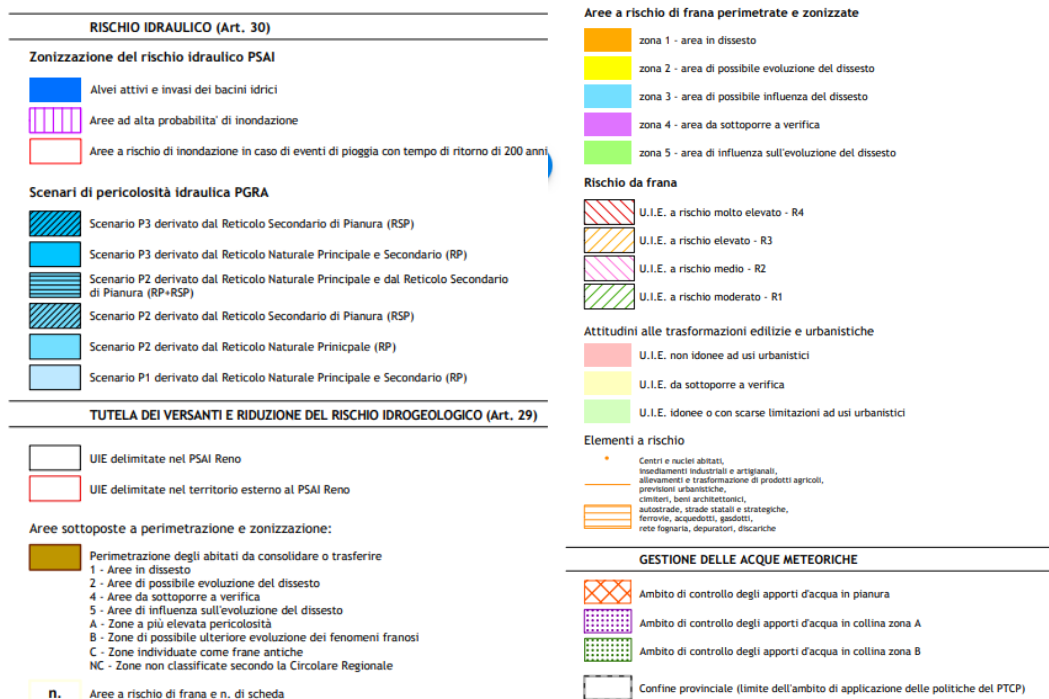 RISCHIO IDRAULICO (Art. 30)
Zonizzazione del rischio idraulico PSAI
Alvei attivi e invasi dei bacini idrici
Aree ad alta probabilita' di inondazione
Aree a rischio di inondazione in caso di eventi di pioggia con tempo di ritorno di 200 anni
Scenari di pericolosità idraulica PGRA
Scenario P3 derivato dal Reticolo Secondario di Pianura (RSP)
Scenario P3 derivato dal Reticolo Naturale Principale e Secondario (RP)
Scenario P2 derivato dal Reticolo Naturale Principale e dal Reticolo Secondario
di Pianura (RP+RSP)
Scenario P2 derivato dal Reticolo Secondario di Pianura (RSP)
Scenario P2 derivato dal Reticolo Naturale Prinicpale (RP)
Scenario P1 derivato dal Reticolo Naturale Principale e Secondario (RP)
TUTELA DEI VERSANTI E RIDUZIONE DEL RISCHIO IDROGEOLOGICO (Art. 29)
UIE delimitate nel PSAI Reno
UIE delimitate nel territorio esterno al PSAI Reno
Aree sottoposte a perimetrazione e zonizzazione:
Perimetrazione degli abitati da consolidare o trasferire
1 - Aree in dissesto
2 - Aree di possibile evoluzione del dissesto
4 - Aree da sottoporre a verifica
5 - Aree di influenza sull'evoluzione del dissesto
A - Zone a più elevata pericolosità
B - Zone di possibile ulteriore evoluzione dei fenomeni franosi
C - Zone individuate come frane antiche
NC - Zone non classificate secondo la Circolare Regionale
n. Aree a rischio di frana e n. di scheda
Aree a rischio di frana perimetrate e zonizzate
zona 1 - area in dissesto
zona 2 - area di possibile evoluzione del dissesto
zona 3 - area di possibile influenza del dissesto
zona 4 - area da sottoporre a verifica
zona 5 - area di influenza sull'evoluzione del dissesto
Rischio da frana
U.I.E. a rischio molto elevato - R4
U.I.E. a rischio elevato - R3
U.I.E. a rischio medio - R2
U.I.E. a rischio moderato - R1
Attitudini alle trasformazioni edilizie e urbanistiche
U.I.E. non idonee ad usi urbanistici
U.I.E. da sottoporre a verifica
U.I.E. idonee o con scarse limitazioni ad usi urbanistici
Elementi a rischio
Centri e nuclei abitati,
insediamenti industriali e artigianali,
allevamenti e trasformazione di prodotti agricoli,
previsioni urbanistiche,
cimiteri, beni architettonici,
autostrade, strade statali e strategiche,
ferrovie, acquedotti, gasdotti,
rete fognaria, depuratori, discariche
GESTIONE DELLE ACQUE METEORICHE
Ambito di controllo degli apporti d'acqua in pianura
Ambito di controllo degli apporti d'acqua in collina zona A
Ambito di controllo degli apporti d'acqua in collina zona B
Confine provinciale (limite dell'ambito di applicazione delle politiche del PTCP)